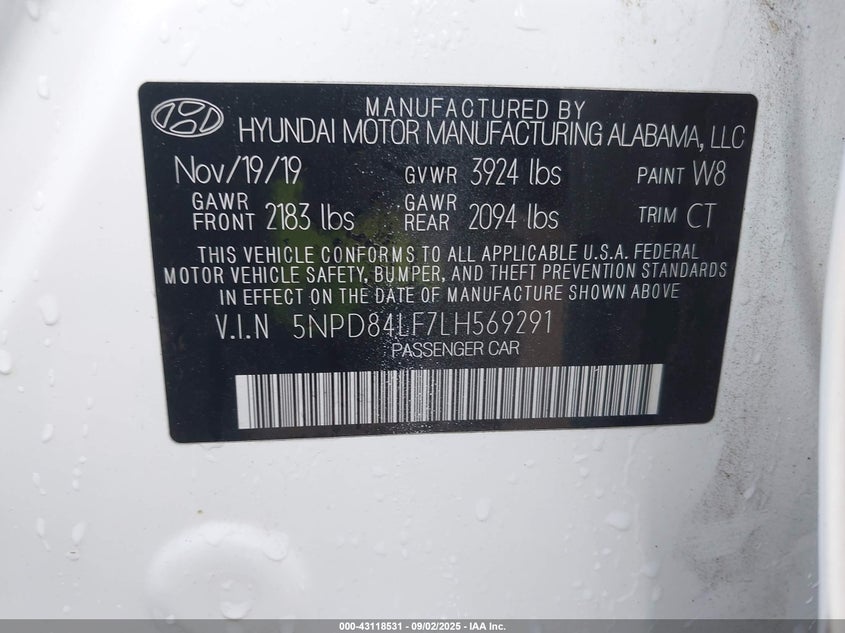 MANUFACTURED BY
HYUNDAI MOTOR MANUFACTURING ALABAMA, LLC
Nov/19/19 GVWR 3924 lbs PAINT W8
GAWR FRONT 2183 lbs GAWR REAR 2094 lbs TRIM CT
THIS VEHICLE CONFORMS TO ALL APPLICABLE U.S.A. FEDERAL
MOTOR VEHICLE SAFETY, BUMPER, AND THEFT PREVENTION STANDARDS
IN EFFECT ON THE DATE OF MANUFACTURE SHOWN ABOVE
V.I.N 5NPD84LF7LH569291
PASSENGER CAR
000-43118531 - 09/02/2025 - IAA Inc.